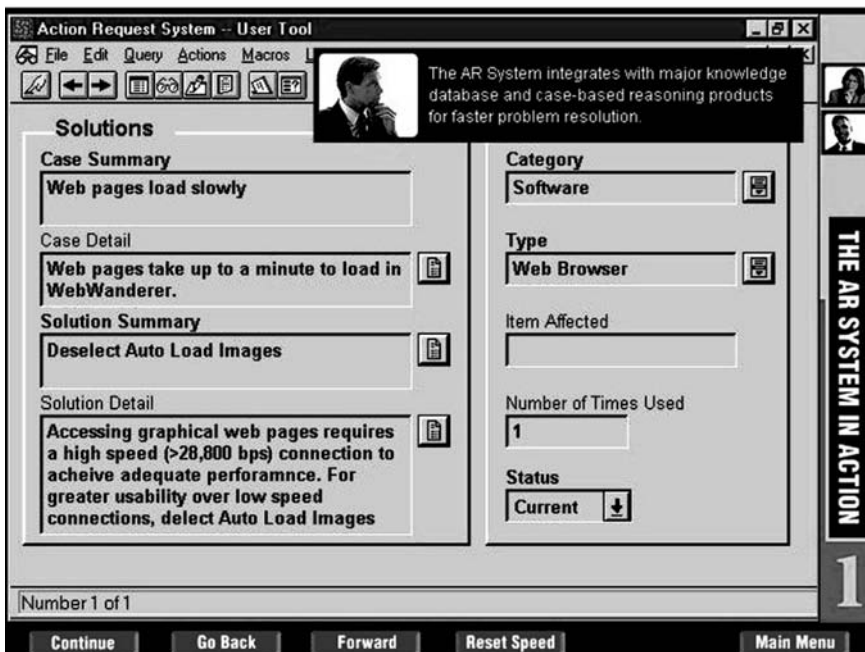 Action Request System -- User Tool
File Edit Query Actions Macros
The AR System integrates with major knowledge
database and case-based reasoning products
for faster problem resolution.
Solutions
Case Summary
Web pages load slowly
Case Detail
Web pages take up to a minute to load in
WebWanderer.
Solution Summary
Deselect Auto Load Images
Solution Detail
Accessing graphical web pages requires
a high speed (>28,800 bps) connection to
acheive adequate perforamnce. For
greater usability over low speed
connections, delect Auto Load Images
Category
Software
Type
Web Browser
Item Affected
Number of Times Used
1
Status
Current
THE AR SYSTEM IN ACTION
1
Number 1 of 1
Continue Go Back Forward Reset Speed Main Menu